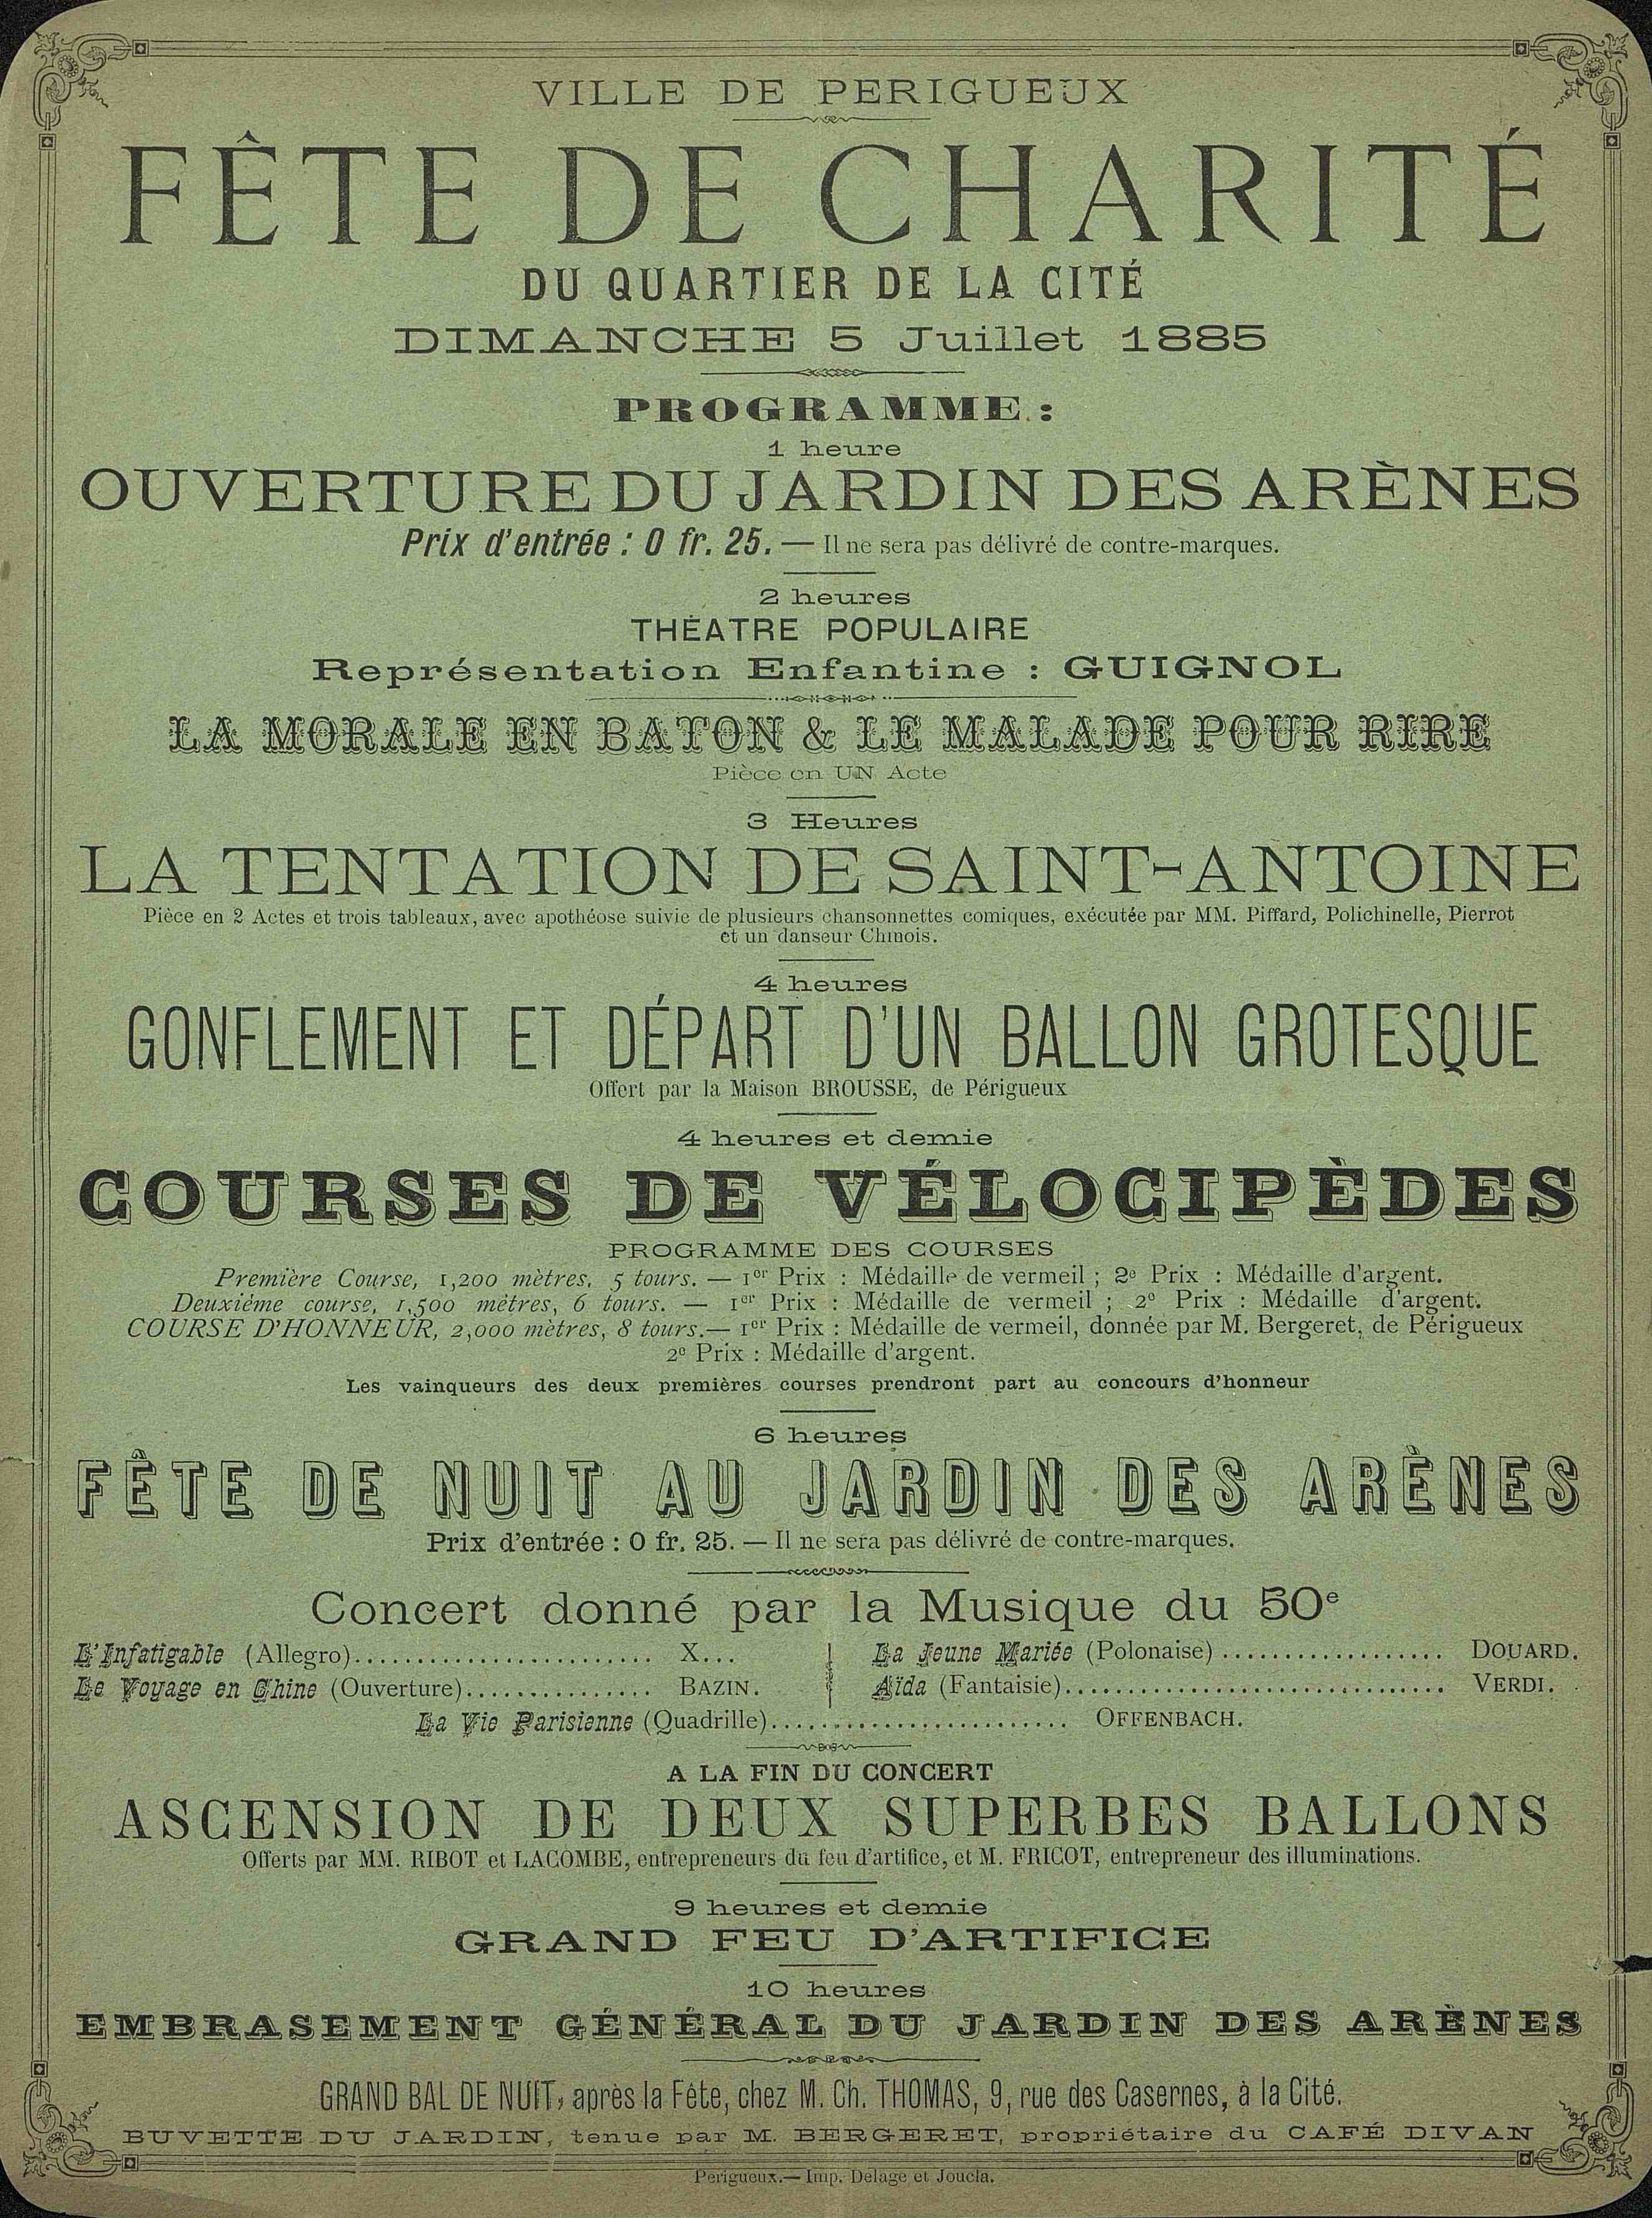 VILLE DE PERIGUEUX
FÊTE DE CHARITÉ
DU QUARTIER DE LA CITÉ
DIMANCHE 5 Juillet 1885
PROGRAMME :
1 heure
OUVERTURE DU JARDIN DES ARÈNES
Prix d'entrée : 0 fr. 25. — Il ne sera pas délivré de contre-marques.
2 heures
THÉATRE POPULAIRE
Représentation Enfantine : GUIGNOL
LA MORALE EN BATON & LE MALADE POUR RIRE
Pièce en UN Acte
3 Heures
LA TENTATION DE SAINT-ANTOINE
Pièce en 2 Actes et trois tableaux, avec apothéose suivie de plusieurs chansonnettes comiques, exécutée par MM. Piffard, Polichinelle, Pierrot
et un danseur Chinois.
4 heures
GONFLEMENT ET DÉPART D'UN BALLON GROTESQUE
Offert par la Maison BROUSSE, de Périgueux
4 heures et demie
COURSES DE VÉLOCIPÈDES
PROGRAMME DES COURSES
Première Course, 1,200 mètres, 5 tours. — 1er Prix : Médaille de vermeil ; 2e Prix : Médaille d'argent.
Deuxième course, 1,500 mètres, 6 tours. — 1er Prix : Médaille de vermeil ; 2e Prix : Médaille d'argent.
COURSE D'HONNEUR, 2,000 mètres, 8 tours.— 1er Prix : Médaille de vermeil, donnée par M. Bergeret, de Périgueux
2e Prix : Médaille d'argent.
Les vainqueurs des deux premières courses prendront part au concours d'honneur
6 heures
FÊTE DE NUIT AU JARDIN DES ARÈNES
Prix d'entrée : 0 fr. 25. — Il ne sera pas délivré de contre-marques.
Concert donné par la Musique du 50e
L'Infatigable (Allegro)........................ X...
Le Voyage en Chine (Ouverture)............... BAZIN.
La Jeune Mariée (Polonaise) .................. DOUARD.
Aïda (Fantaisie)............................... VERDI.
La Vie Parisienne (Quadrille)........................ OFFENBACH.
A LA FIN DU CONCERT
ASCENSION DE DEUX SUPERBES BALLONS
Offerts par MM. RIBOT et LACOMBE, entrepreneurs du feu d'artifice, et M. FRICOT, entrepreneur des illuminations.
9 heures et demie
GRAND FEU D'ARTIFICE
10 heures
EMBRASEMENT GÉNÉRAL DU JARDIN DES ARÈNES
GRAND BAL DE NUIT, après la Fête, chez M. Ch. THOMAS, 9, rue des Casernes, à la Cité.
BUVETTE DU JARDIN, tenue par M. BERGERET, propriétaire du CAFÉ DIVAN
Périgueux.— Imp. Delage et Joucla.